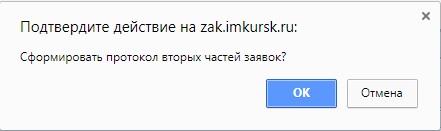 Подтвердите действие на zak.imkursk.ru:
Сформировать протокол вторых частей заявок?
OK
Отмена